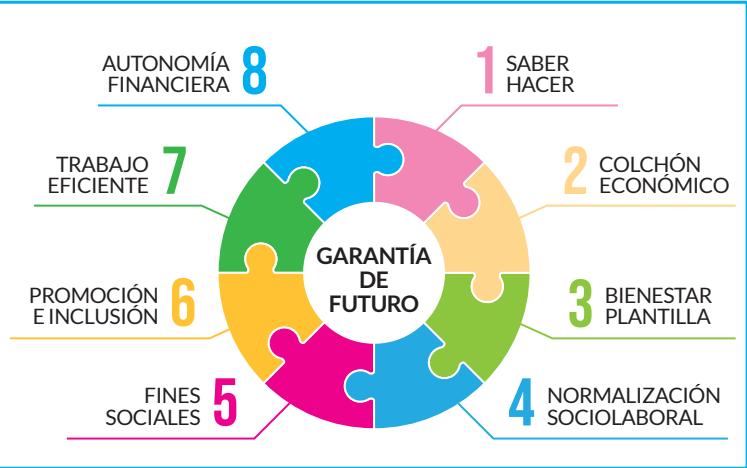 AUTONOMÍA
FINANCIERA
8
1
SABER
HACER
TRABAJO
EFICIENTE
7
2
COLCHÓN
ECONÓMICO
GARANTÍA
DE
FUTURO
PROMOCIÓN
E INCLUSIÓN
6
3
BIENESTAR
PLANTILLA
FINES
SOCIALES
5
4
NORMALIZACIÓN
SOCIOLABORAL